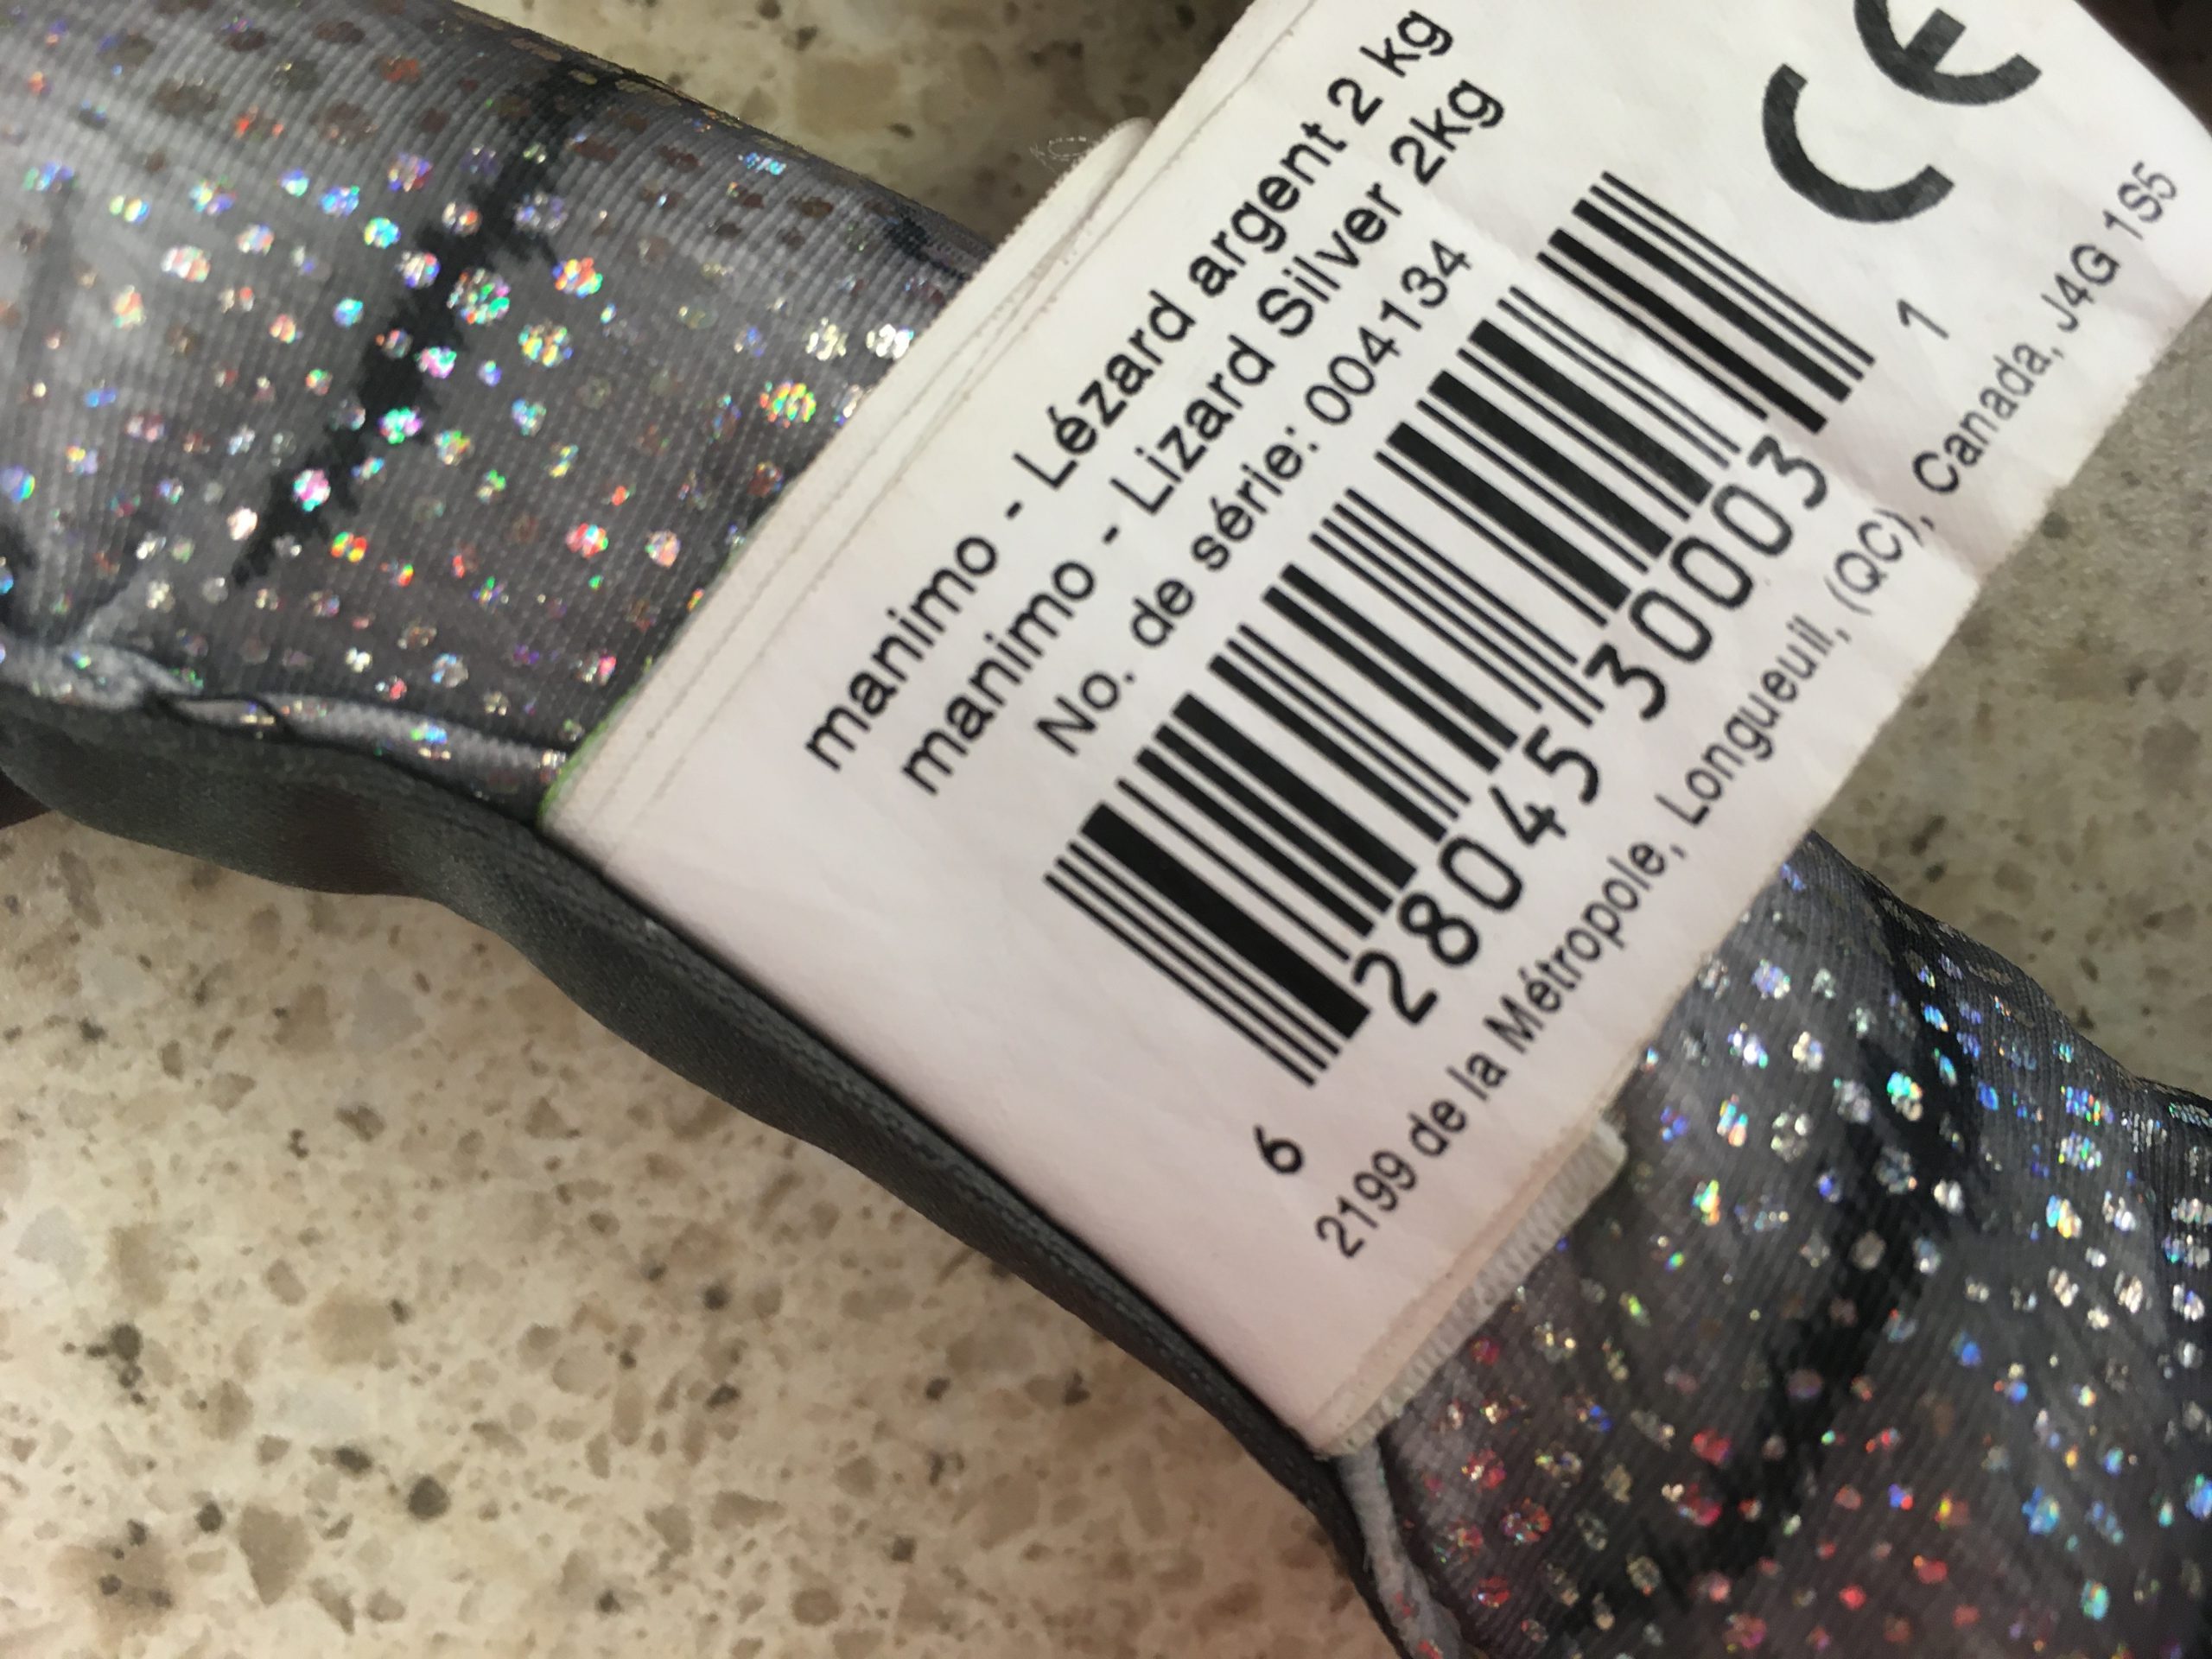 manimo - Lézard argent 2 kg
manimo - Lizard Silver 2kg
No. de série: 004134
6 28045 30003 1
2199 de la Métropole, Longueuil, (QC), Canada, J4G 1S5
CE